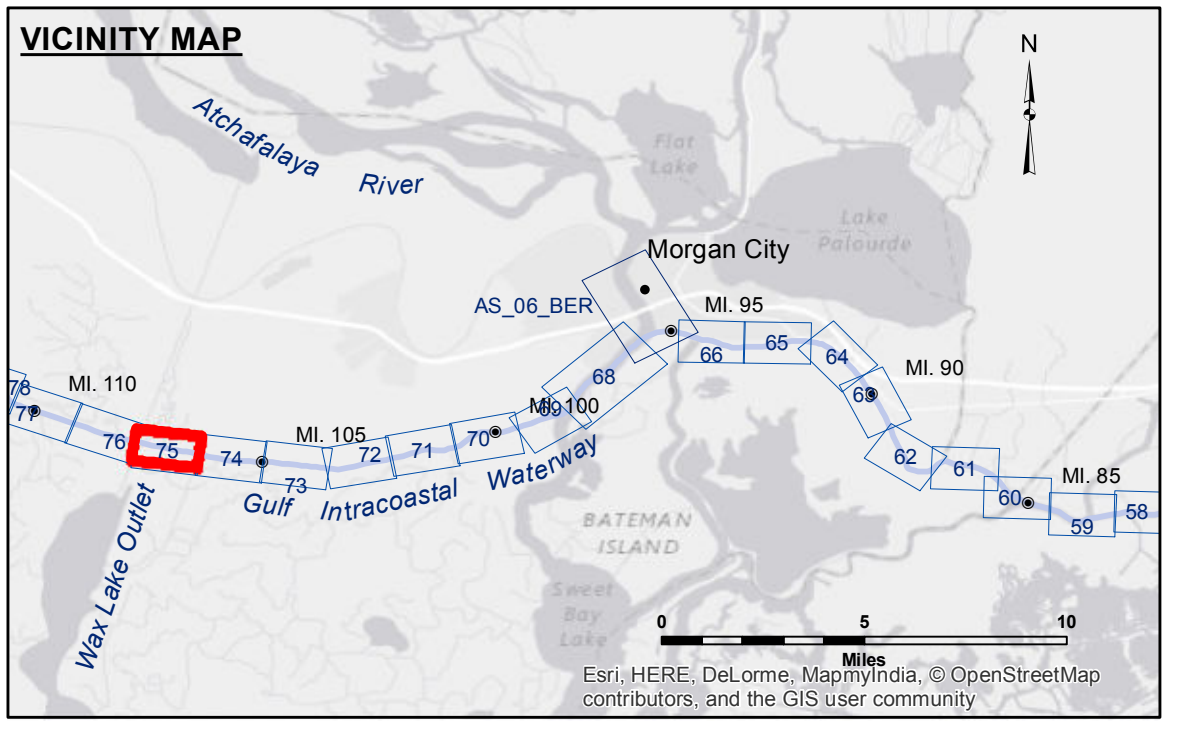 VICINITY MAP
N
Atchafalaya
River
Flat
Lake
Lake
Palourde
Morgan City
AS_06_BER
MI. 95
66
65
64
MI. 90
63
68
78
77
MI. 110
69
MI. 100
76
75
74
MI. 105
73
72
71
70
62
61
60
MI. 85
59
58
Gulf Intracoastal Waterway
Wax Lake Outlet
BATEMAN
ISLAND
Sweet
Bay
Lake
0 5 10
Miles
Esri, HERE, DeLorme, MapmyIndia, © OpenStreetMap
contributors, and the GIS user community